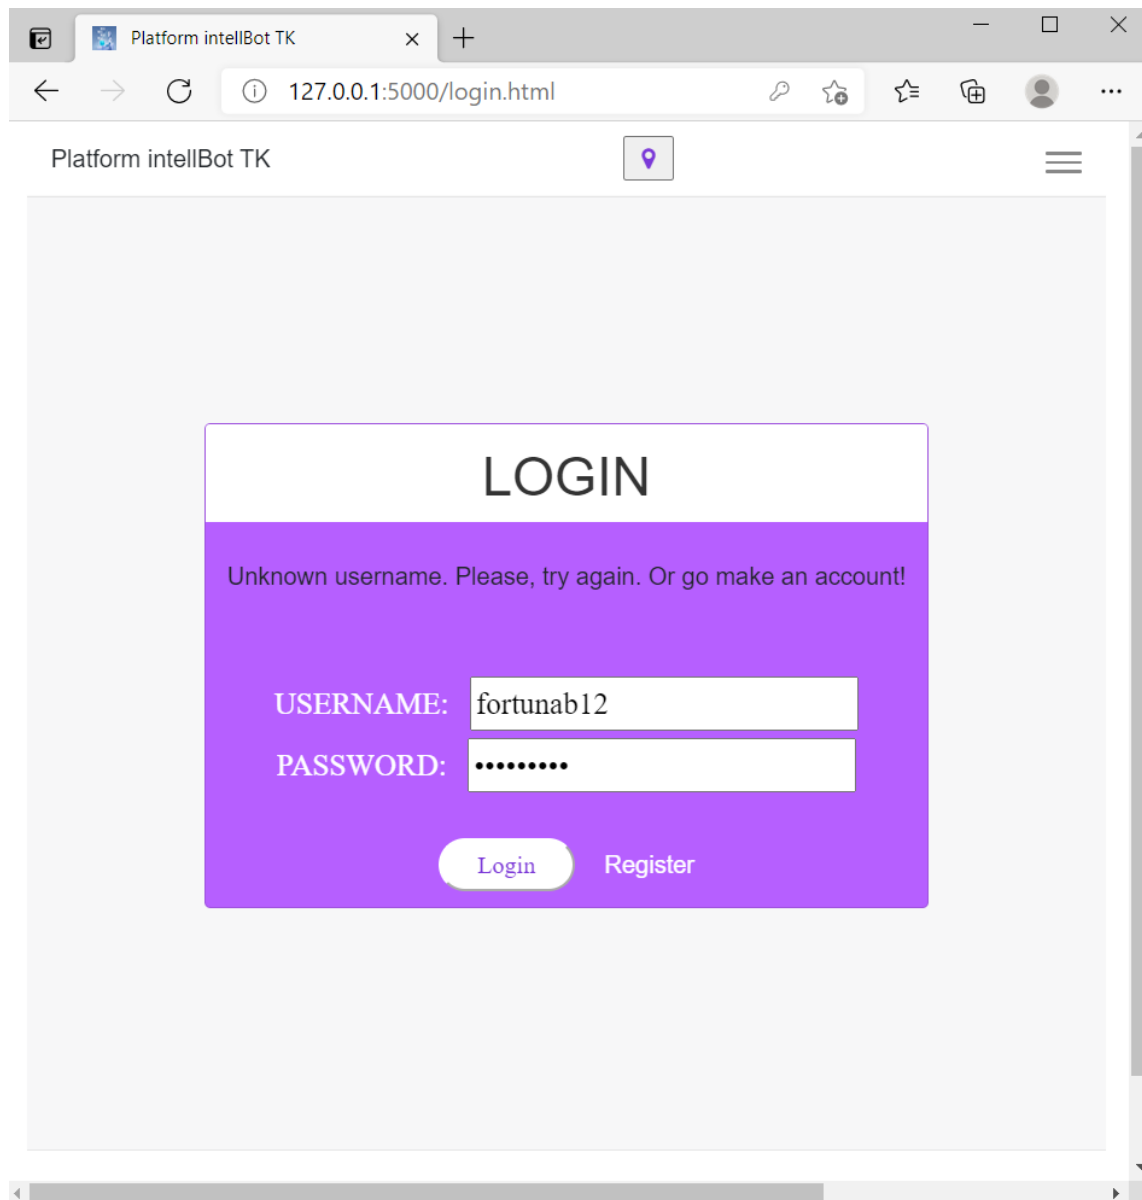 Platform intellBot TK
127.0.0.1:5000/login.html
Platform intellBot TK
LOGIN
Unknown username. Please, try again. Or go make an account!
USERNAME: fortunab12
PASSWORD: •••••••••
Login Register